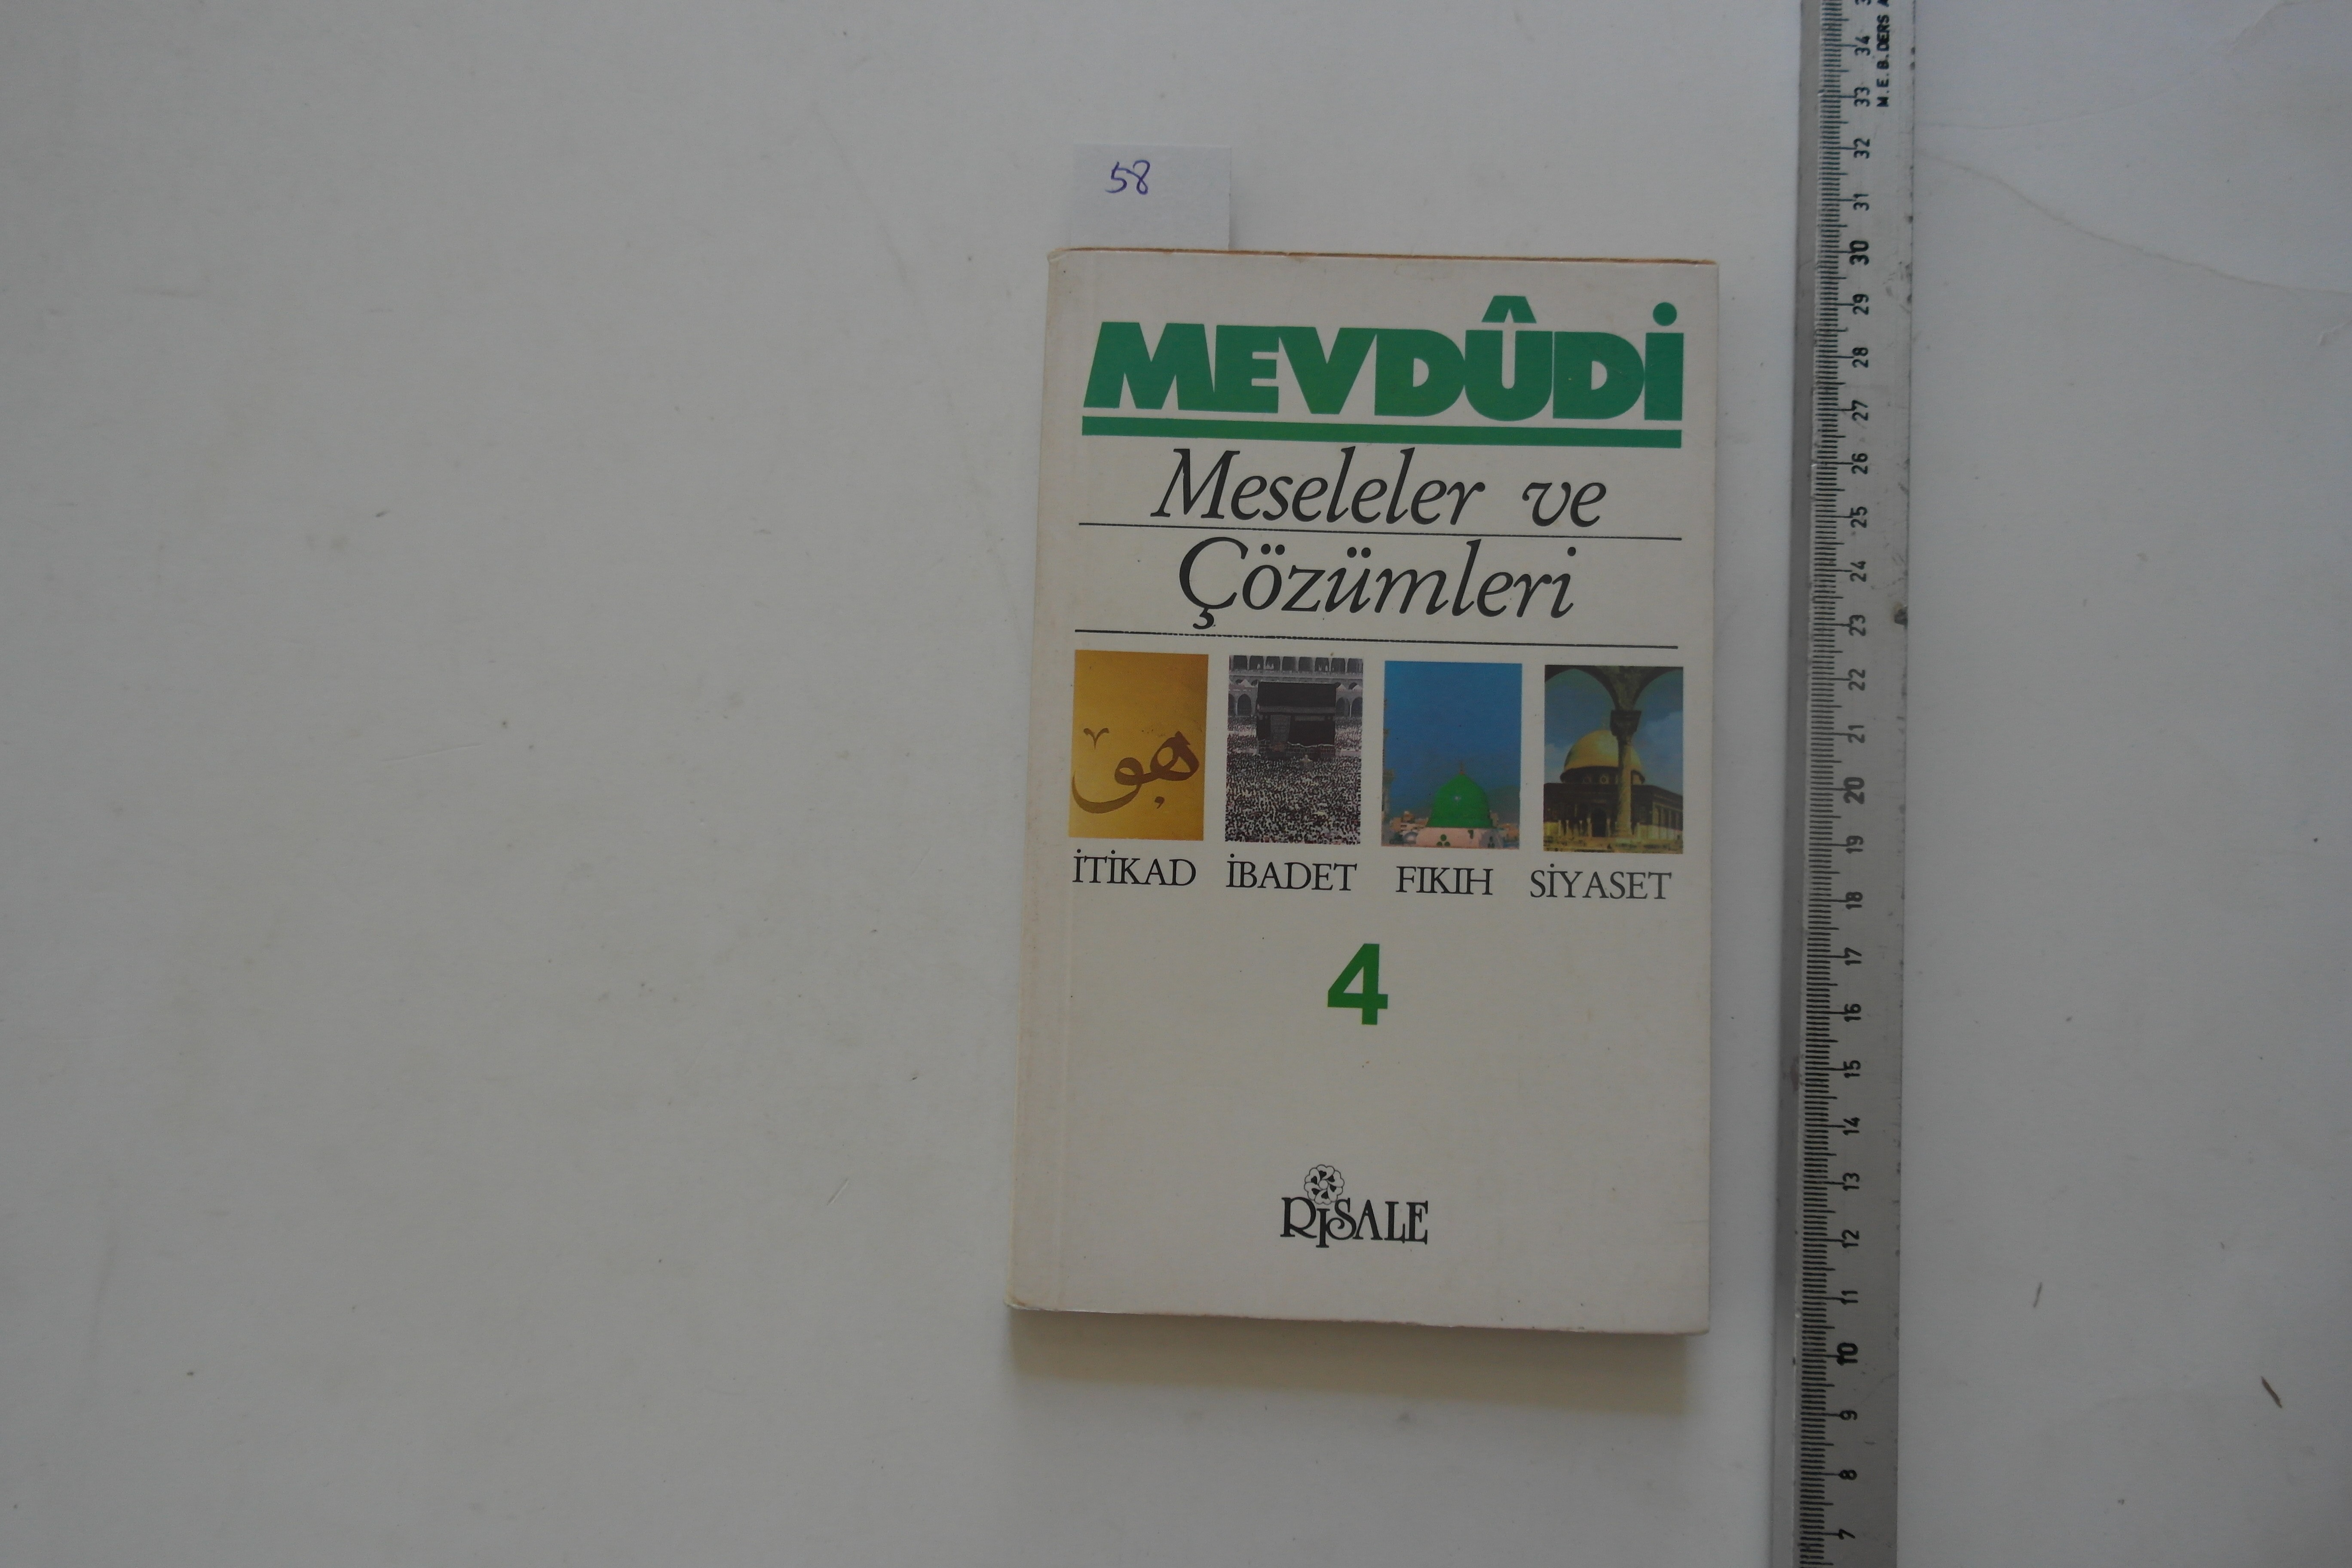 58
MEVDÛDİ
Meseleler ve
Çözümleri
هو
İTİKAD İBADET FIKIH SİYASET
4
RİSALE
34 33 32 31 30 29 28 27 26 25 24 23 22 21 20 19 18 17 16 15 14 13 12 11 10 9 8 7
M.E.B. DERS A